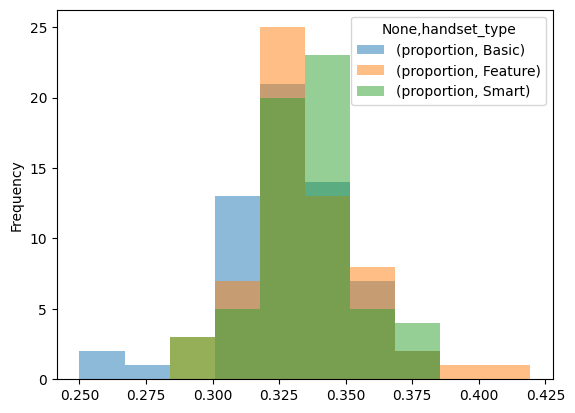 None,handset_type
(proportion, Basic)
(proportion, Feature)
(proportion, Smart)
Frequency
25
20
15
10
5
0
0.250 0.275 0.300 0.325 0.350 0.375 0.400 0.425